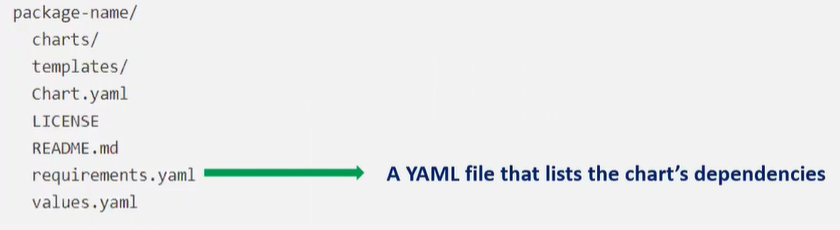 package-name/
charts/
templates/
Chart.yaml
LICENSE
README.md
requirements.yaml A YAML file that lists the chart’s dependencies
values.yaml